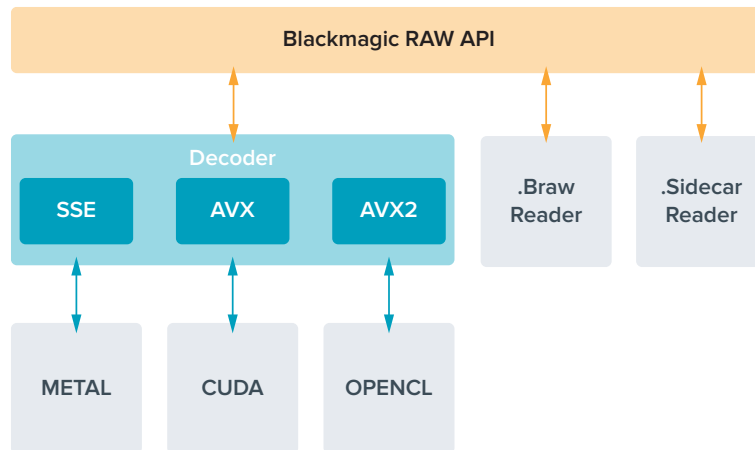 Blackmagic RAW API
Decoder
SSE
AVX
AVX2
.Braw
Reader
.Sidecar
Reader
METAL
CUDA
OPENCL